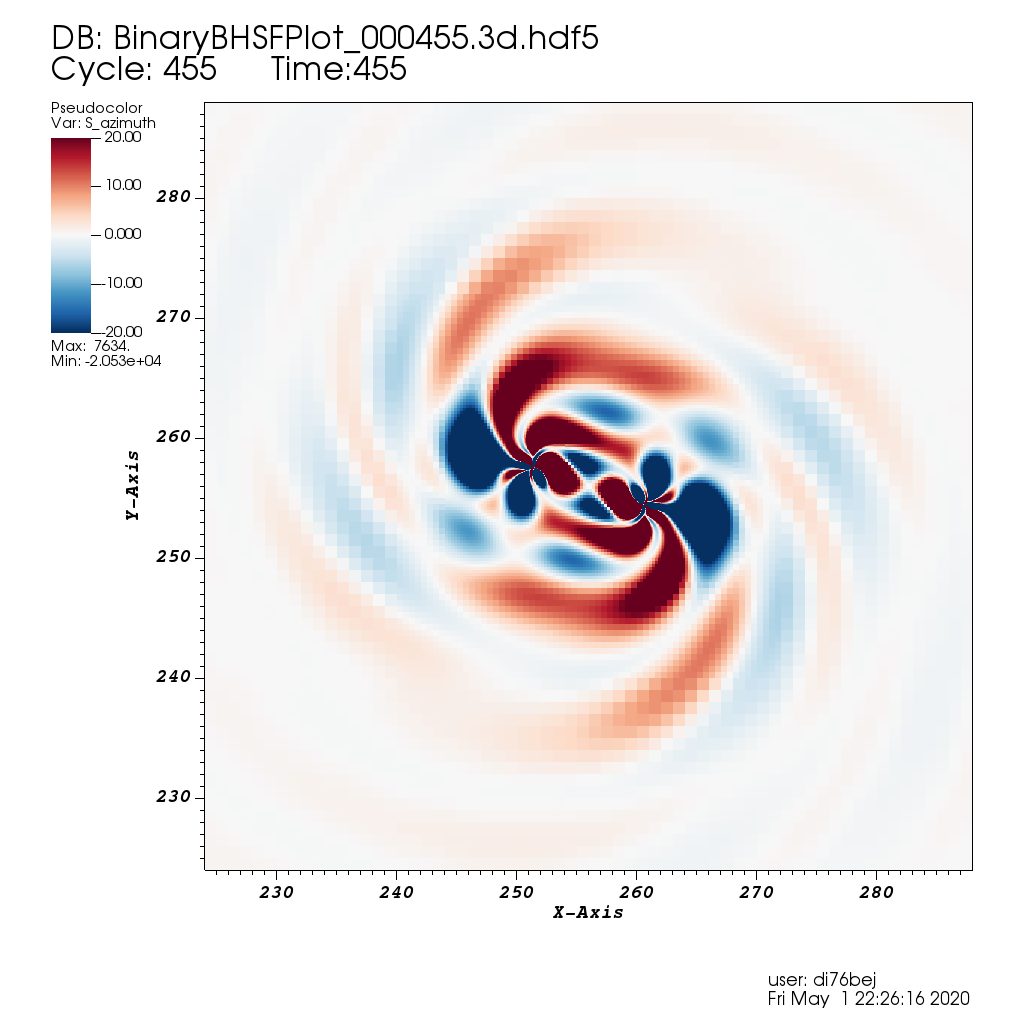 DB: BinaryBHSFPlot_000455.3d.hdf5
Cycle: 455 Time:455
Pseudocolor
Var: S_azimuth
20.00
10.00
0.000
-10.00
-20.00
Max: 7634.
Min: -2.053e+04
280
270
260
250
240
230
Y-Axis
230 240 250 260 270 280
X-Axis
user: di76bej
Fri May 1 22:26:16 2020